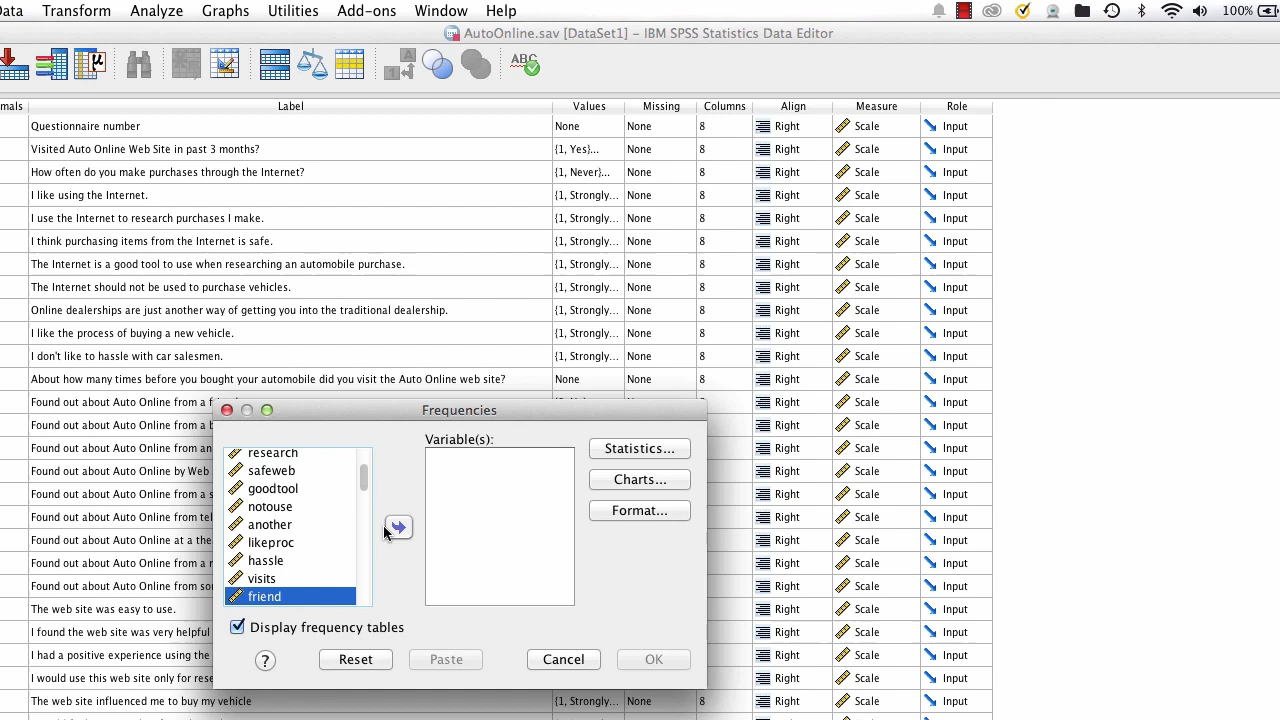 Data Transform Analyze Graphs Utilities Add-ons Window Help 100%
AutoOnline.sav [DataSet1] – IBM SPSS Statistics Data Editor
μ A 1 ABC
mals Label Values Missing Columns Align Measure Role
Questionnaire number None None 8 Right Scale Input
Visited Auto Online Web Site in past 3 months? {1, Yes}... None 8 Right Scale Input
How often do you make purchases through the Internet? {1, Never}... None 8 Right Scale Input
I like using the Internet. {1, Strongly... None 8 Right Scale Input
I use the Internet to research purchases I make. {1, Strongly... None 8 Right Scale Input
I think purchasing items from the Internet is safe. {1, Strongly... None 8 Right Scale Input
The Internet is a good tool to use when researching an automobile purchase. {1, Strongly... None 8 Right Scale Input
The Internet should not be used to purchase vehicles. {1, Strongly... None 8 Right Scale Input
Online dealerships are just another way of getting you into the traditional dealership. {1, Strongly... None 8 Right Scale Input
I like the process of buying a new vehicle. {1, Strongly... None 8 Right Scale Input
I don't like to hassle with car salesmen. {1, Strongly... None 8 Right Scale Input
About how many times before you bought your automobile did you visit the Auto Online web site? None None 8 Right Scale Input
Found out about Auto Online from a Right Scale Input
Found out about Auto Online from a Right Scale Input
Found out about Auto Online from an Right Scale Input
Found out about Auto Online by Web Right Scale Input
Found out about Auto Online from a s Right Scale Input
Found out about Auto Online from tel Right Scale Input
Found out about Auto Online at a the Right Scale Input
Found out about Auto Online from a Right Scale Input
Found out about Auto Online from so Right Scale Input
The web site was easy to use. Right Scale Input
I found the web site was very helpful Right Scale Input
I had a positive experience using the Right Scale Input
I would use this web site only for rese Right Scale Input
The web site influenced me to buy my vehicle {1, Strongly... None 8 Right Scale Input
Frequencies
Variable(s):
research
safeweb
goodtool
notouse
another
likeproc
hassle
visits
friend
Statistics...
Charts...
Format...
Display frequency tables
? Reset Paste Cancel OK